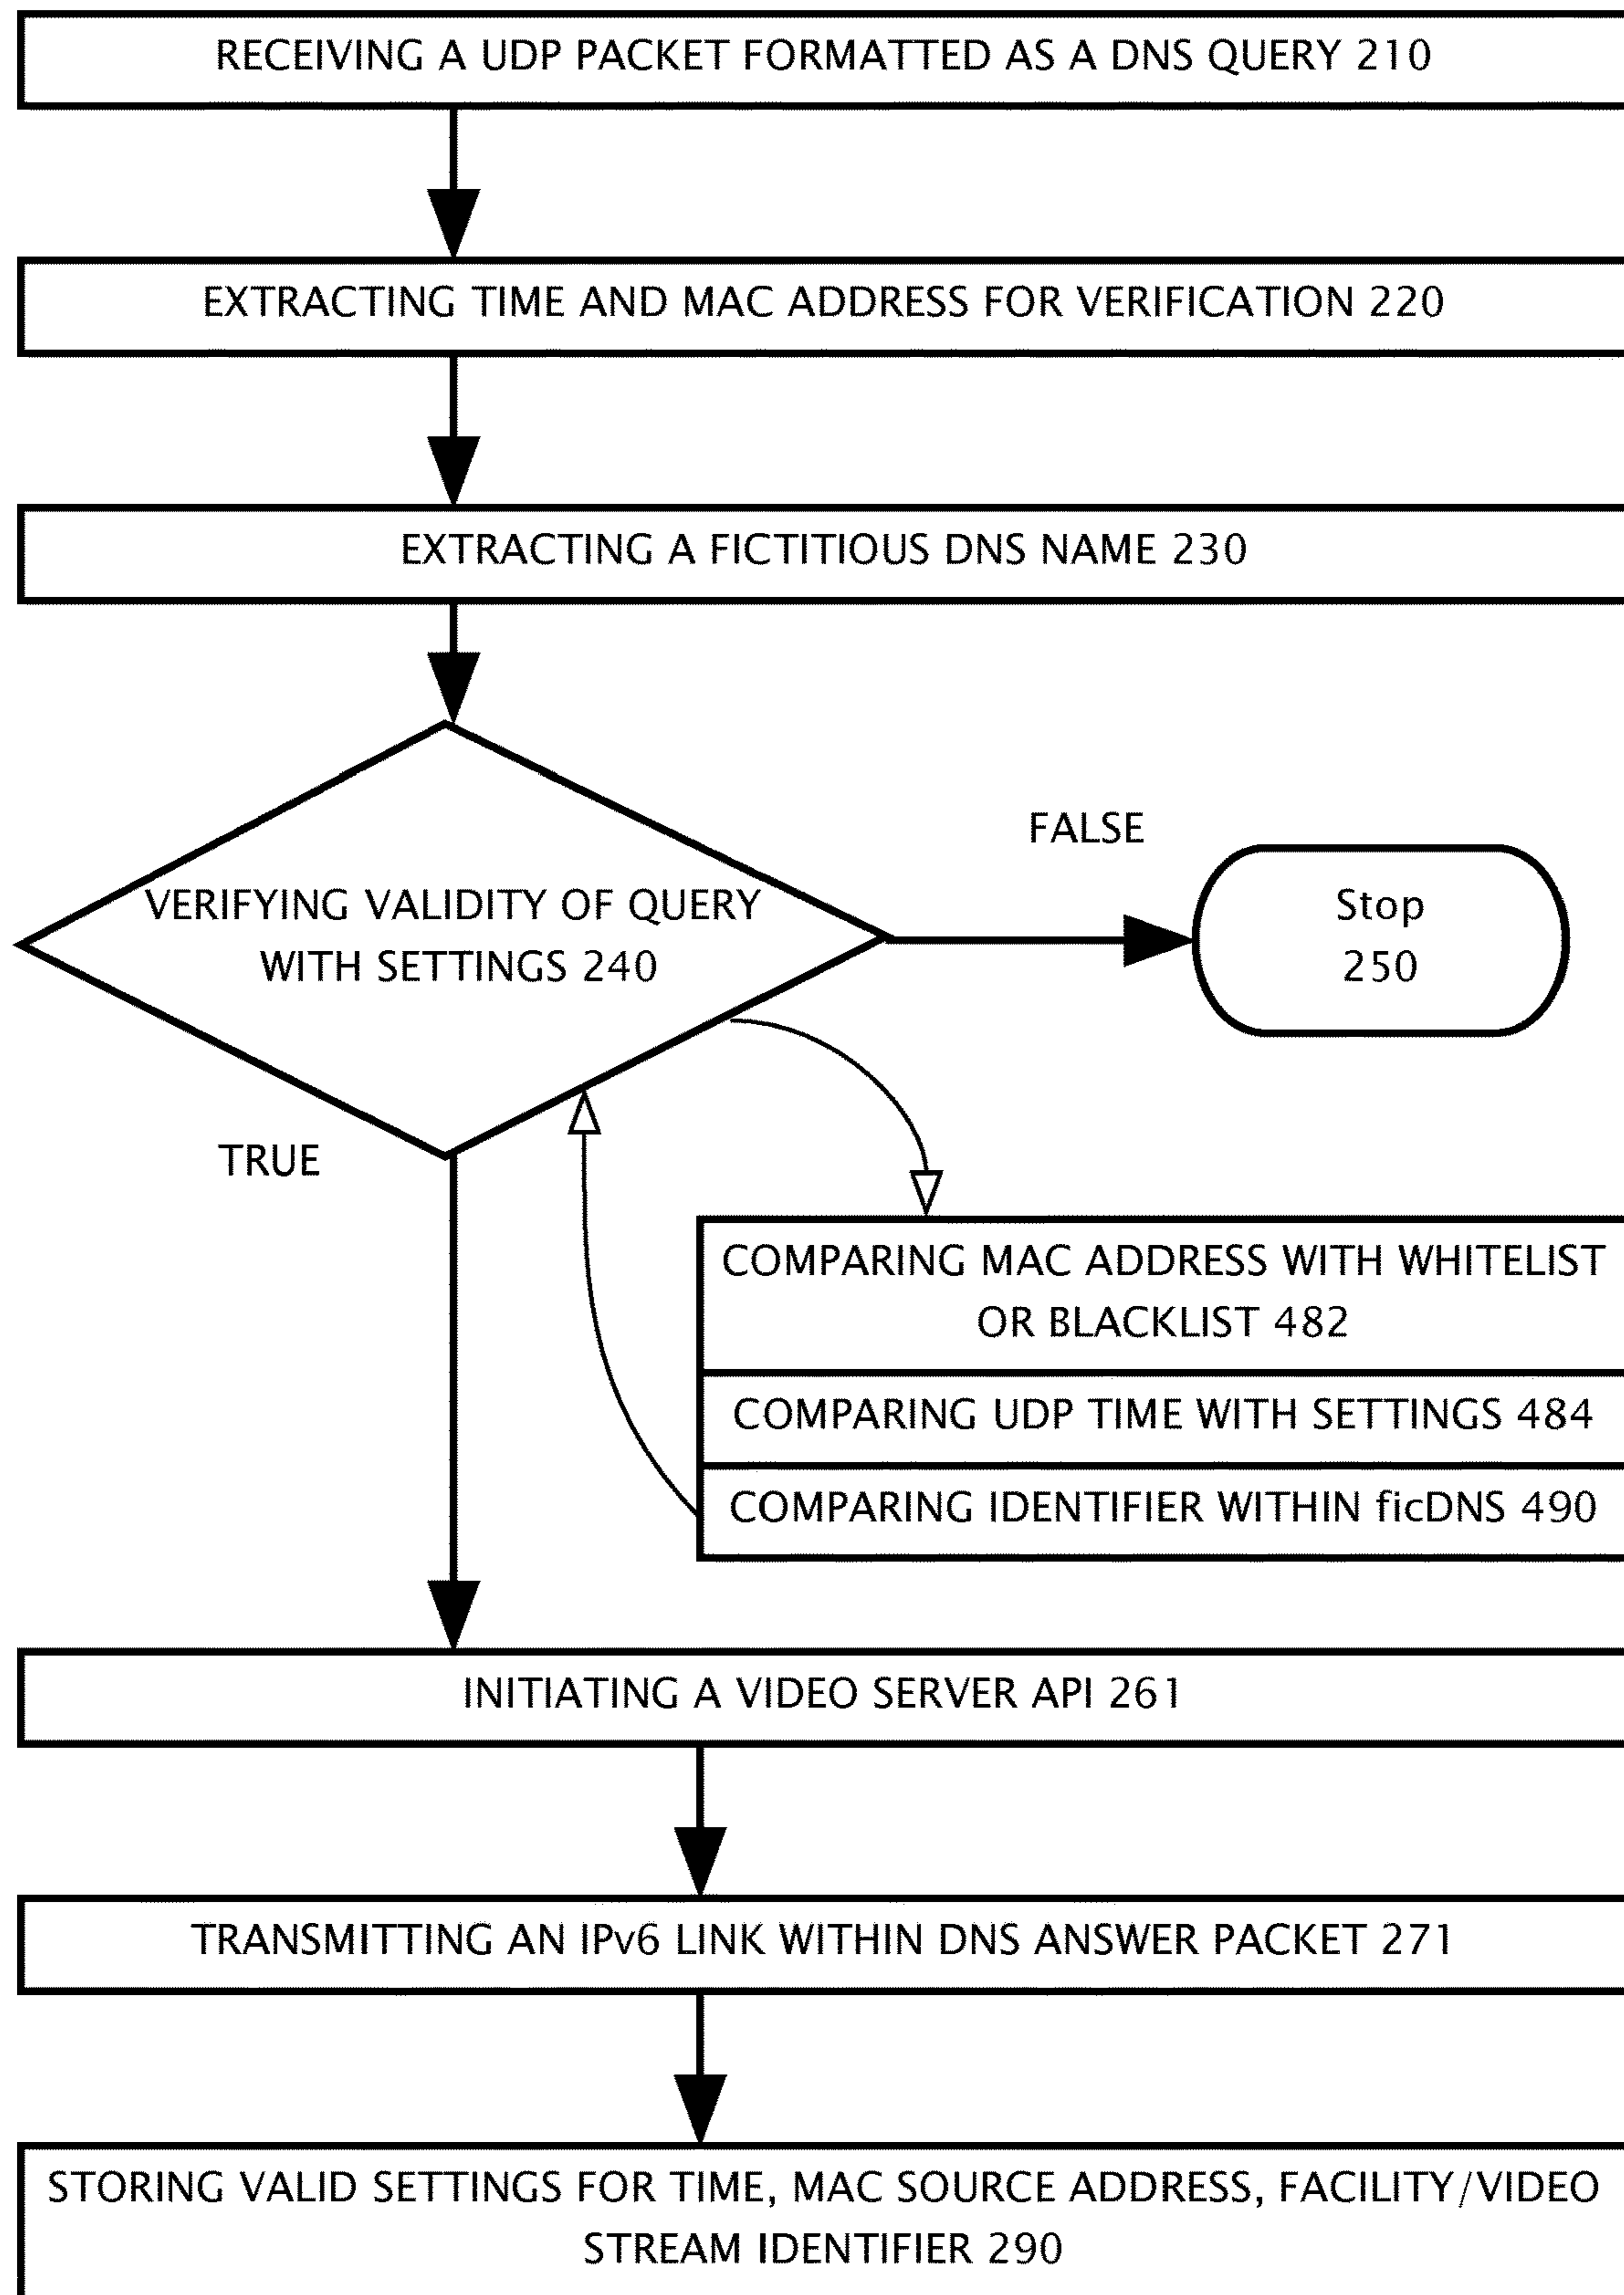 RECEIVING A UDP PACKET FORMATTED AS A DNS QUERY 210
EXTRACTING TIME AND MAC ADDRESS FOR VERIFICATION 220
EXTRACTING A FICTITIOUS DNS NAME 230
FALSE
VERIFYING VALIDITY OF QUERY
WITH SETTINGS 240
Stop
250
TRUE
COMPARING MAC ADDRESS WITH WHITELIST
OR BLACKLIST 482
COMPARING UDP TIME WITH SETTINGS 484
COMPARING IDENTIFIER WITHIN ficDNS 490
INITIATING A VIDEO SERVER API 261
TRANSMITTING AN IPv6 LINK WITHIN DNS ANSWER PACKET 271
STORING VALID SETTINGS FOR TIME, MAC SOURCE ADDRESS, FACILITY/VIDEO
STREAM IDENTIFIER 290